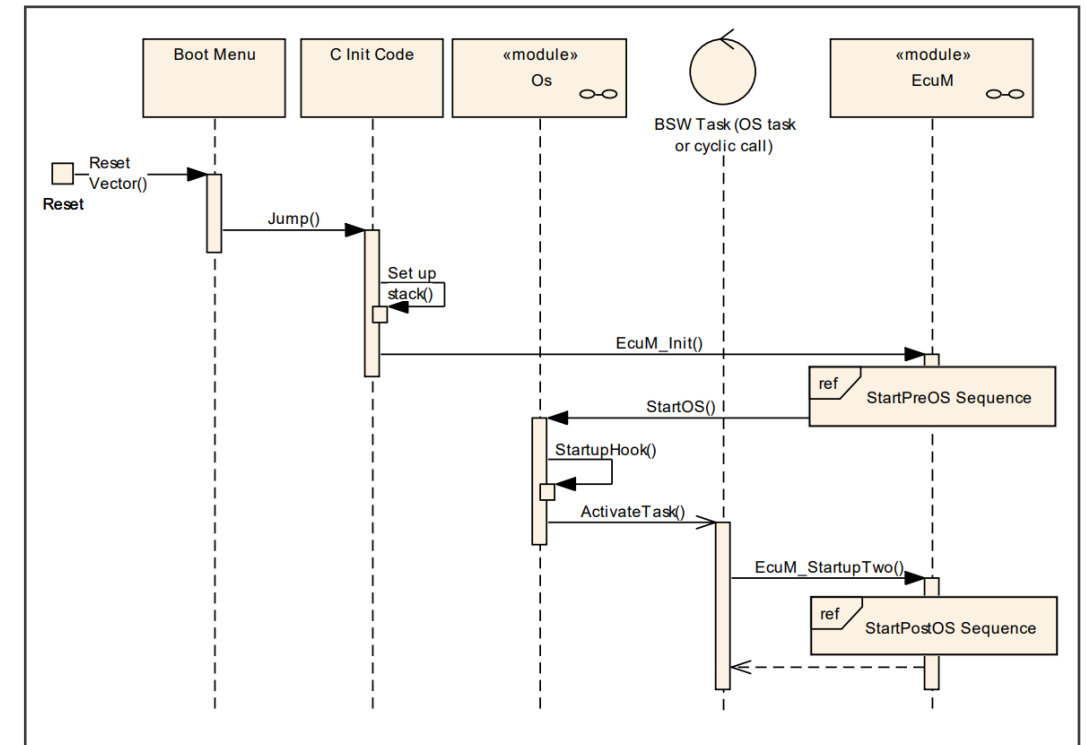 Boot Menu
C Init Code
«module»
Os
«module»
EcuM
BSW Task (OS task
or cyclic call)
Reset
Vector()
Reset
Jump()
Set up
stack()
EcuM_Init()
ref
StartPreOS Sequence
StartOS()
StartupHook()
ActivateTask()
EcuM_StartupTwo()
ref
StartPostOS Sequence